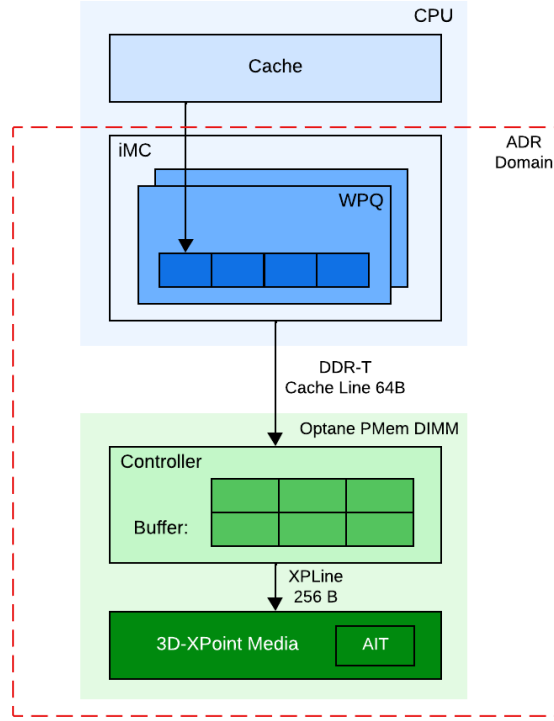 CPU
Cache
ADR
Domain
iMC
WPQ
DDR-T
Cache Line 64B
Optane PMem DIMM
Controller
Buffer:
XPLine
256 B
3D-XPoint Media
AIT